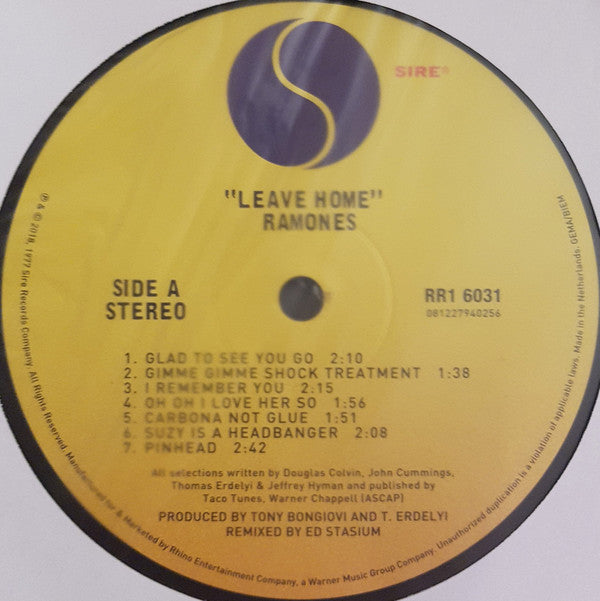 SIRE®
"LEAVE HOME"
RAMONES
SIDE A
STEREO
RR1 6031
081227940256
1. GLAD TO SEE YOU GO 2:10
2. GIMME GIMME SHOCK TREATMENT 1:38
3. I REMEMBER YOU 2:15
4. OH OH I LOVE HER SO 1:56
5. CARBONA NOT GLUE 1:51
6. SUZY IS A HEADBANGER 2:08
7. PINHEAD 2:42
All selections written by Douglas Colvin, John Cummings,
Thomas Erdelyi & Jeffrey Hyman and published by
Taco Tunes, Warner Chappell (ASCAP)
PRODUCED BY TONY BONGIOVI AND T. ERDELYI
REMIXED BY ED STASIUM
℗ & © 2018, 1977 Sire Records Company. All Rights Reserved. Manufactured for & Marketed by Rhino Entertainment Company, a Warner Music Group Company. Unauthorized duplication is a violation of applicable laws. Made in the Netherlands. GEMA/BIEM